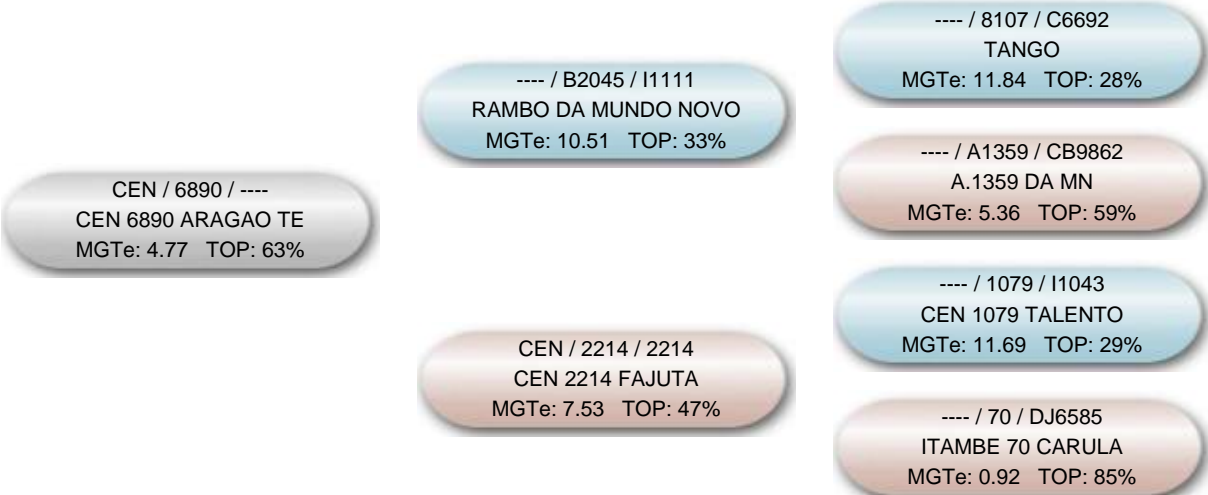 ---- / 8107 / C6692
TANGO
MGTe: 11.84 TOP: 28%
---- / B2045 / I1111
RAMBO DA MUNDO NOVO
MGTe: 10.51 TOP: 33%
---- / A1359 / CB9862
A.1359 DA MN
MGTe: 5.36 TOP: 59%
CEN / 6890 / ----
CEN 6890 ARAGAO TE
MGTe: 4.77 TOP: 63%
---- / 1079 / I1043
CEN 1079 TALENTO
MGTe: 11.69 TOP: 29%
CEN / 2214 / 2214
CEN 2214 FAJUTA
MGTe: 7.53 TOP: 47%
---- / 70 / DJ6585
ITAMBE 70 CARULA
MGTe: 0.92 TOP: 85%